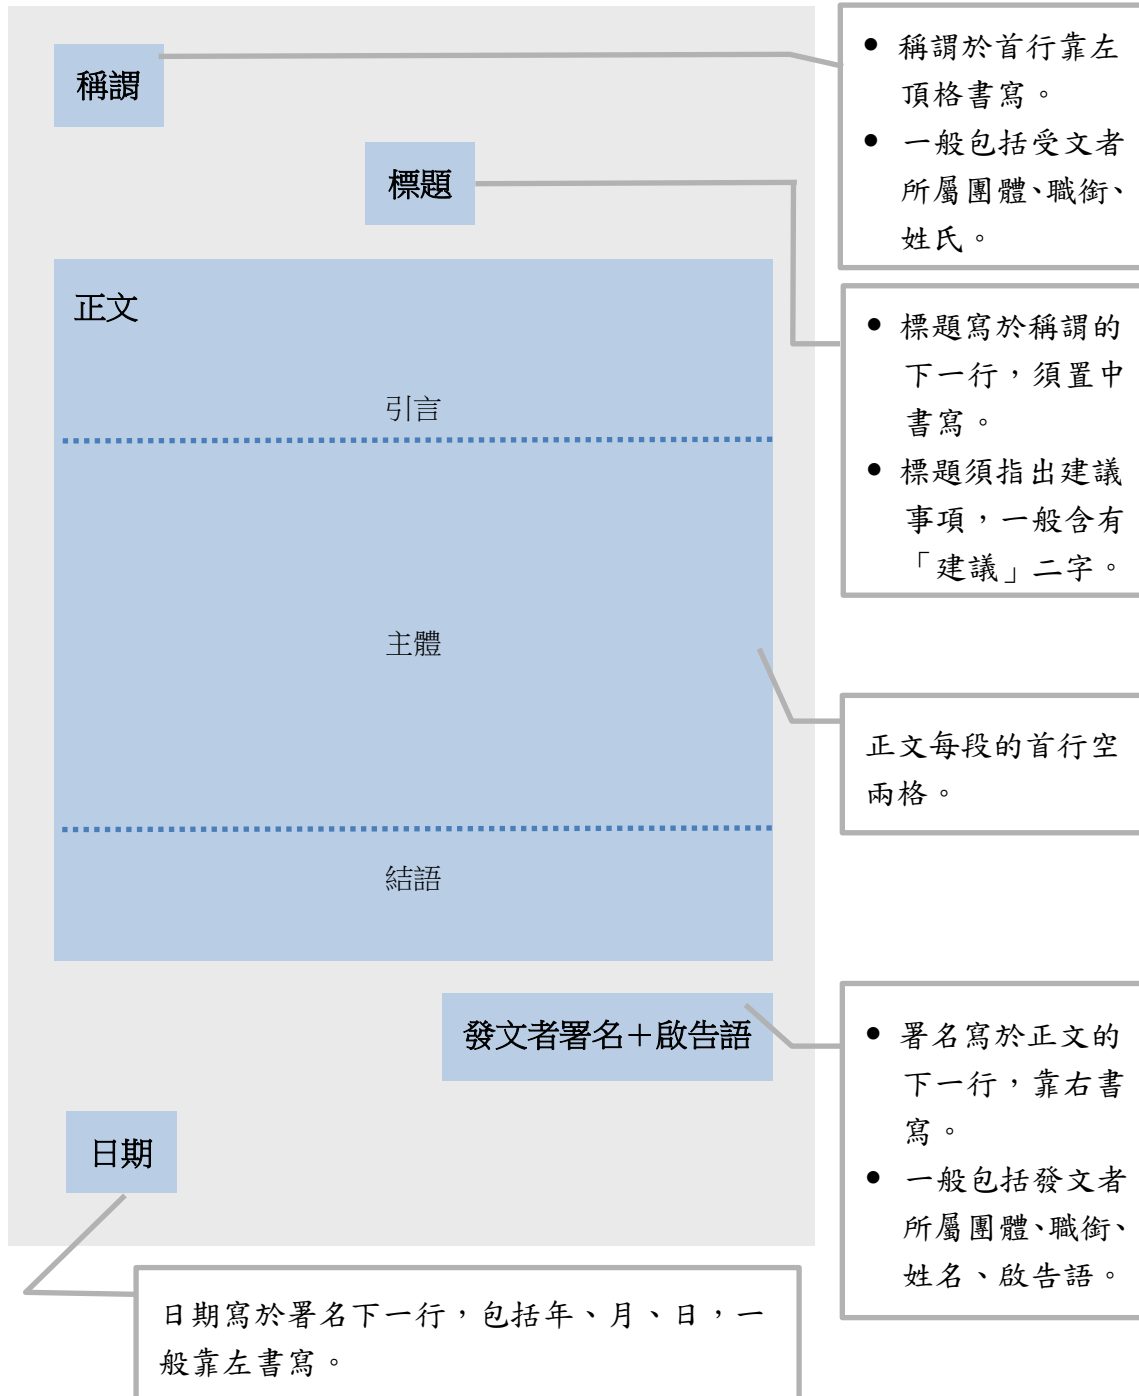 稱謂
● 稱謂於首行靠左
頂格書寫。
● 一般包括受文者
所屬團體、職銜、
姓氏。
標題
● 標題寫於稱謂的
下一行，須置中
書寫。
● 標題須指出建議
事項，一般含有
「建議」二字。
正文
引言
主體
正文每段的首行空
兩格。
結語
發文者署名＋啟告語
● 署名寫於正文的
下一行，靠右書
寫。
● 一般包括發文者
所屬團體、職銜、
姓名、啟告語。
日期
日期寫於署名下一行，包括年、月、日，一
般靠左書寫。